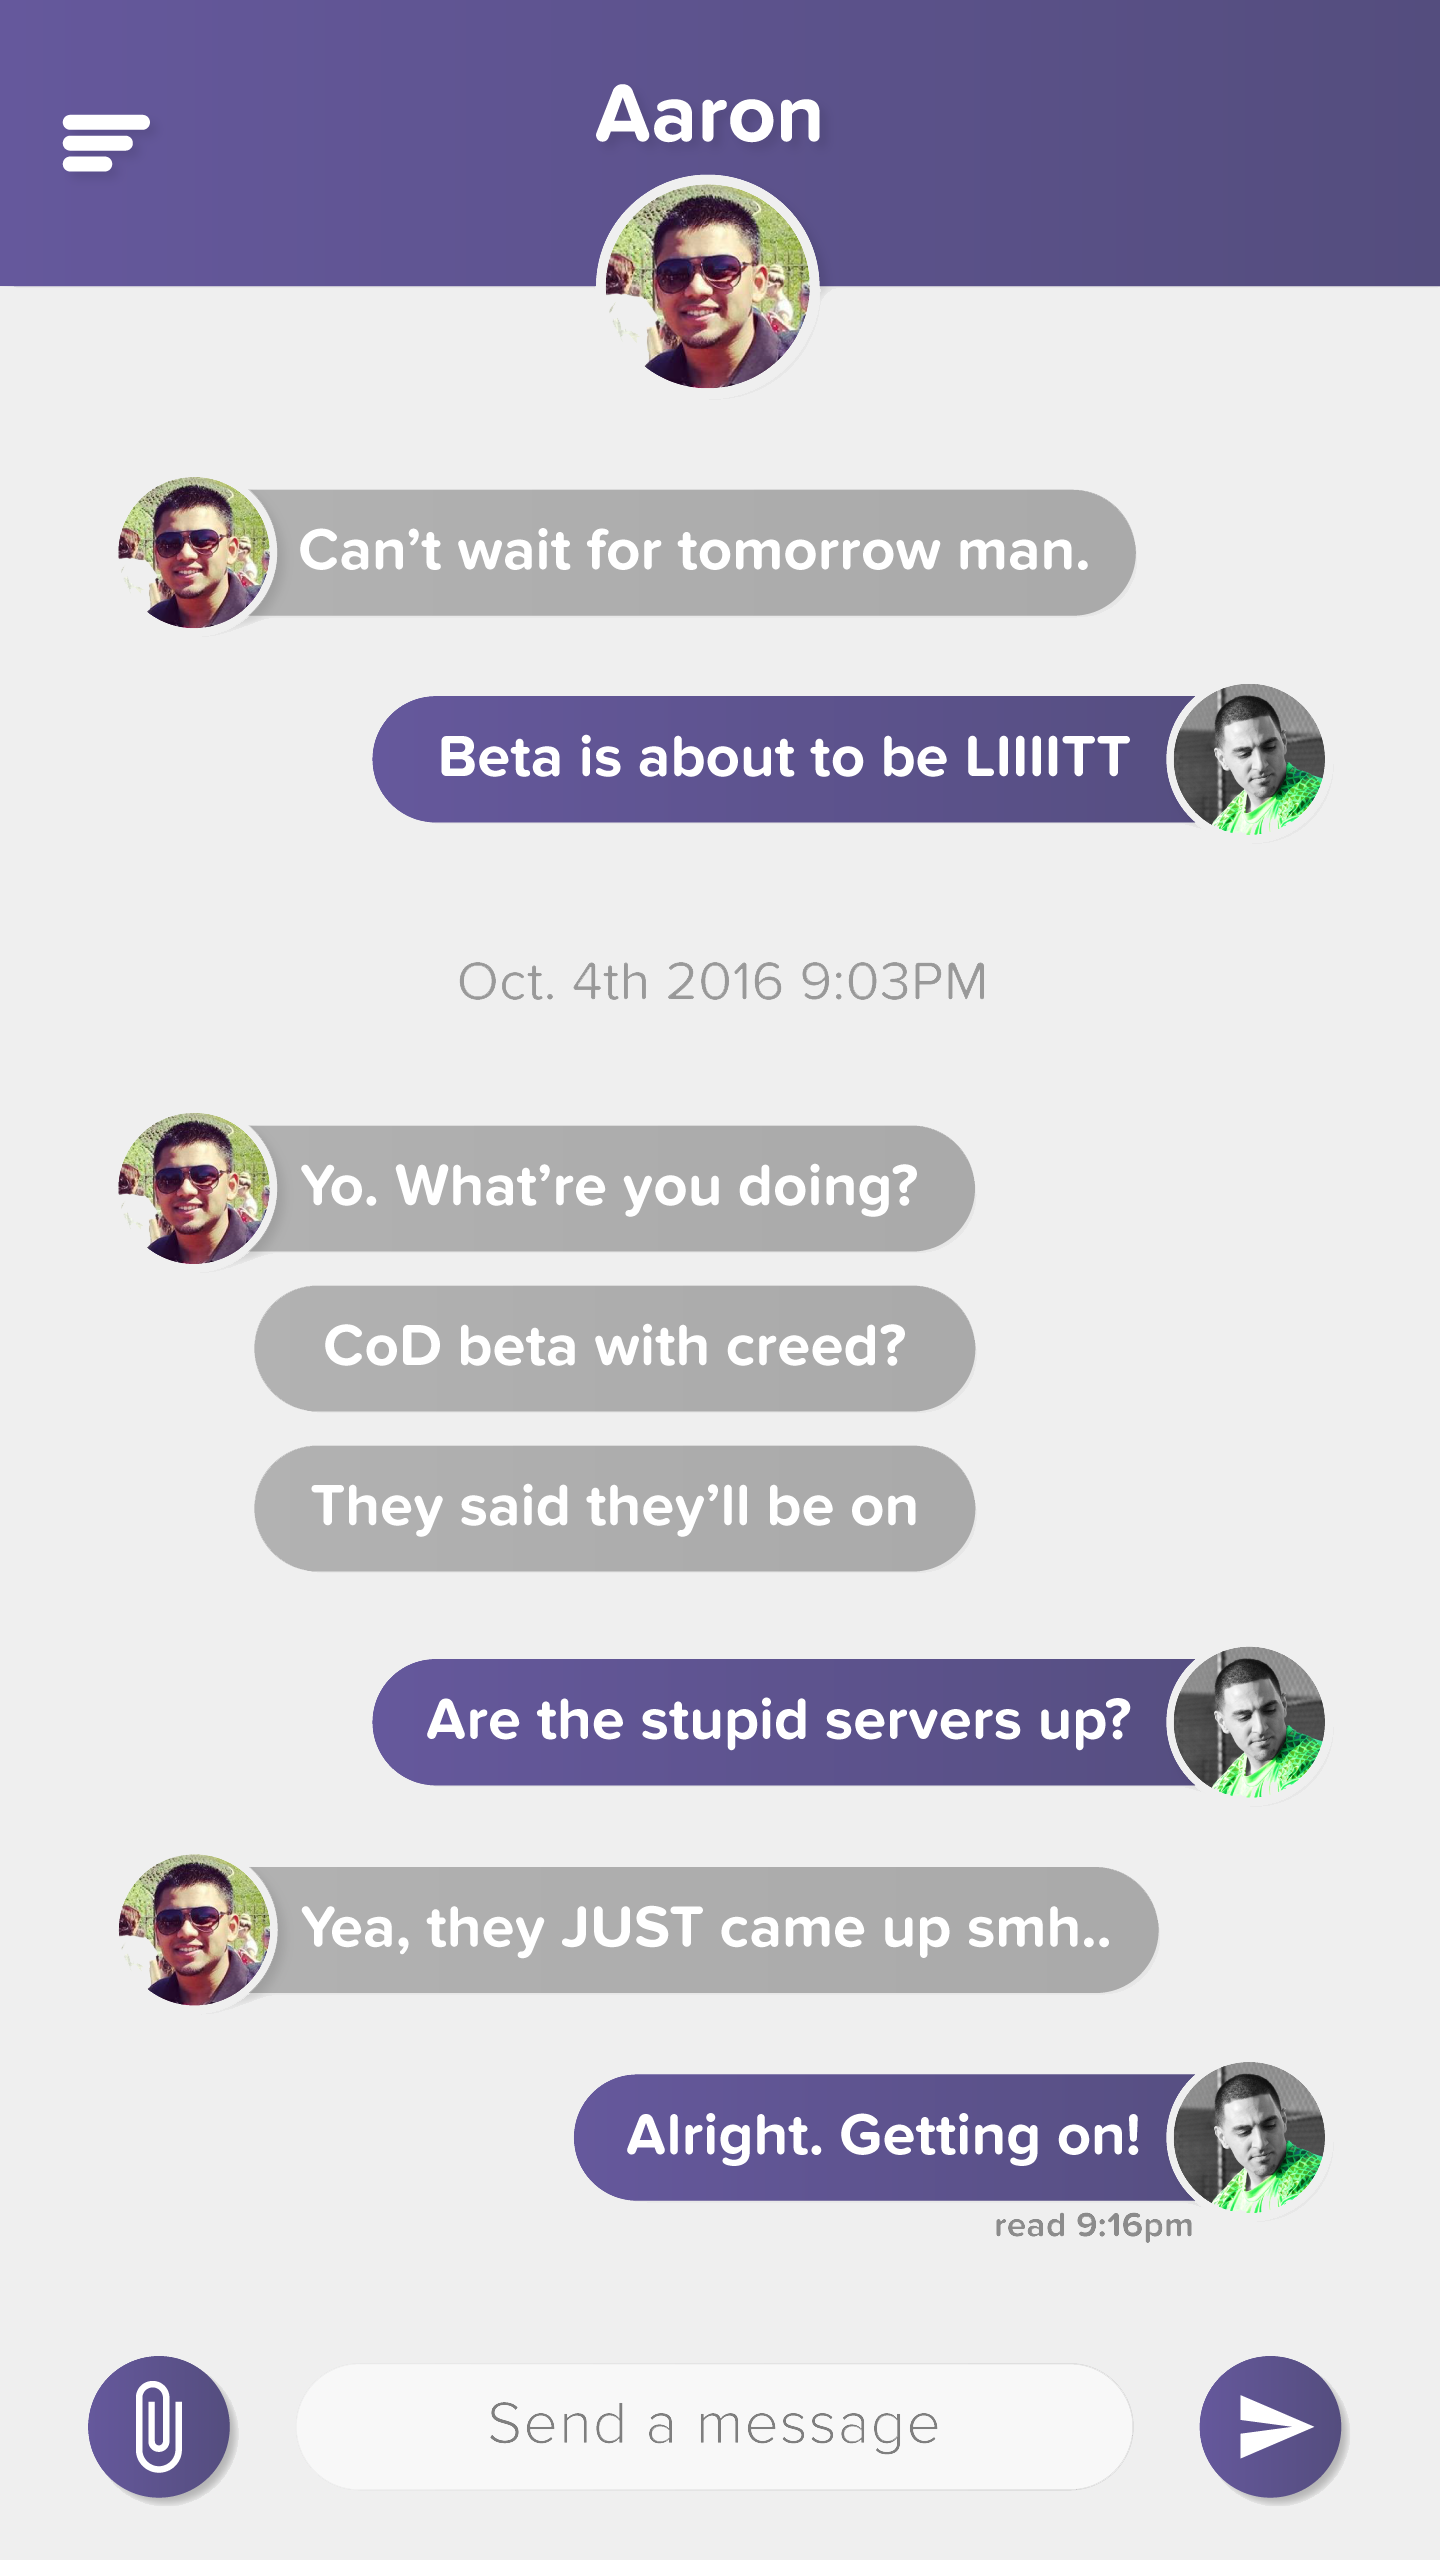 Aaron
Can’t wait for tomorrow man.
Beta is about to be LIIIITT
Oct. 4th 2016 9:03PM
Yo. What’re you doing?
CoD beta with creed?
They said they’ll be on
Are the stupid servers up?
Yea, they JUST came up smh..
Alright. Getting on!
read 9:16pm
Send a message